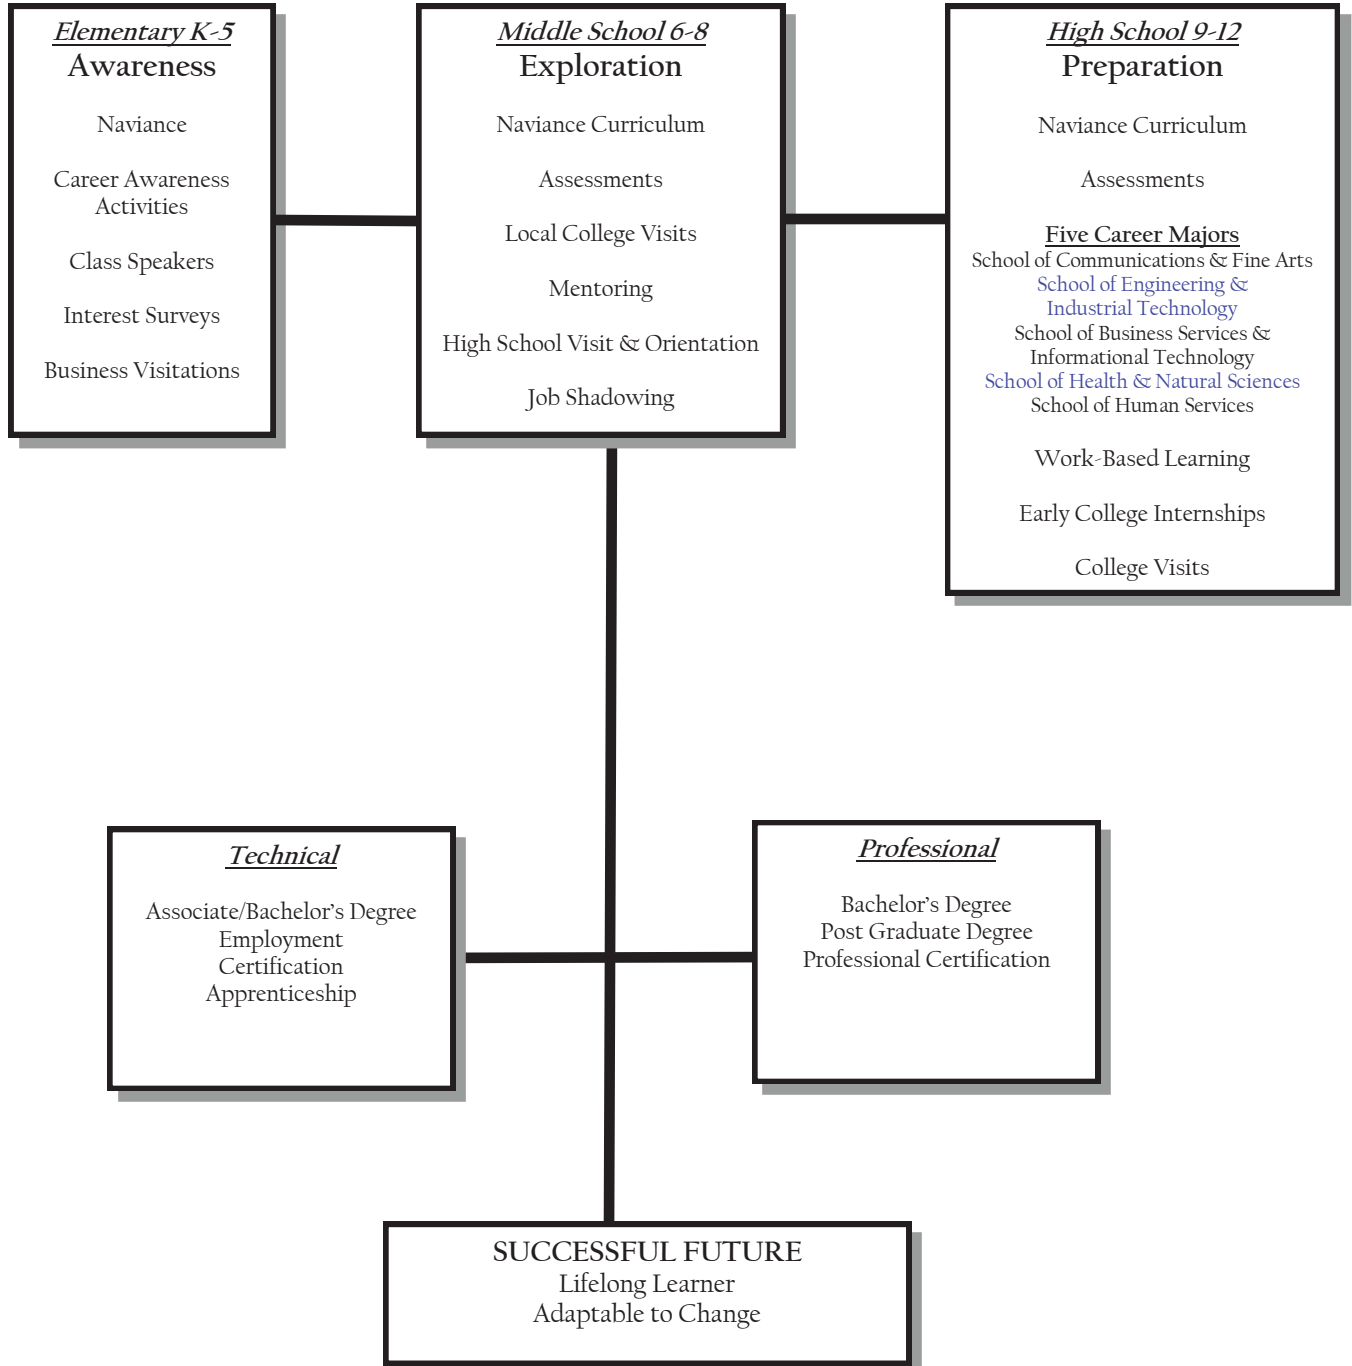 Elementary K-5
Awareness
Naviance
Career Awareness
Activities
Class Speakers
Interest Surveys
Business Visitations
Middle School 6-8
Exploration
Naviance Curriculum
Assessments
Local College Visits
Mentoring
High School Visit & Orientation
Job Shadowing
High School 9-12
Preparation
Naviance Curriculum
Assessments
Five Career Majors
School of Communications & Fine Arts
School of Engineering &
Industrial Technology
School of Business Services &
Informational Technology
School of Health & Natural Sciences
School of Human Services
Work-Based Learning
Early College Internships
College Visits
Technical
Associate/Bachelor's Degree
Employment
Certification
Apprenticeship
Professional
Bachelor's Degree
Post Graduate Degree
Professional Certification
SUCCESSFUL FUTURE
Lifelong Learner
Adaptable to Change